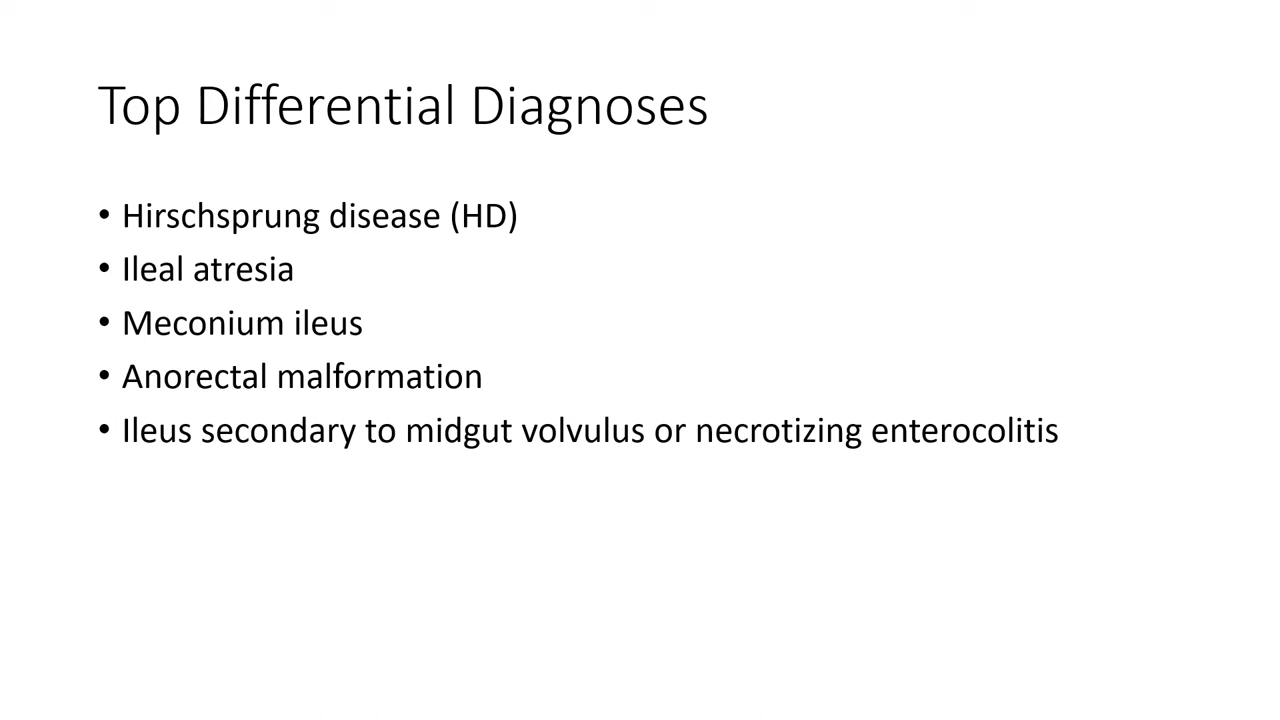 Top Differential Diagnoses
• Hirschsprung disease (HD)
• Ileal atresia
• Meconium ileus
• Anorectal malformation
• Ileus secondary to midgut volvulus or necrotizing enterocolitis